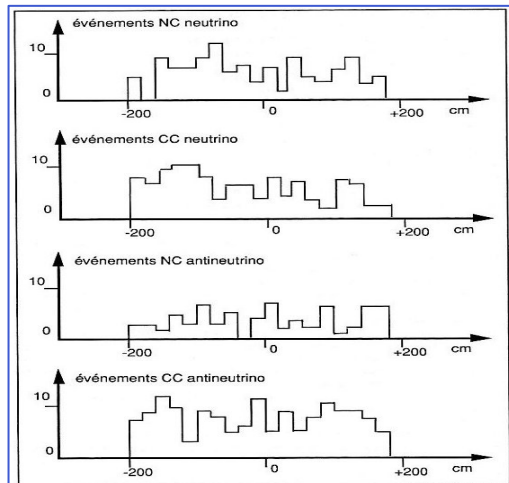 événements NC neutrino
10
0
-200 0 +200 cm
événements CC neutrino
10
0
-200 0 +200 cm
événements NC antineutrino
10
0
-200 0 +200 cm
événements CC antineutrino
10
0
-200 0 +200 cm